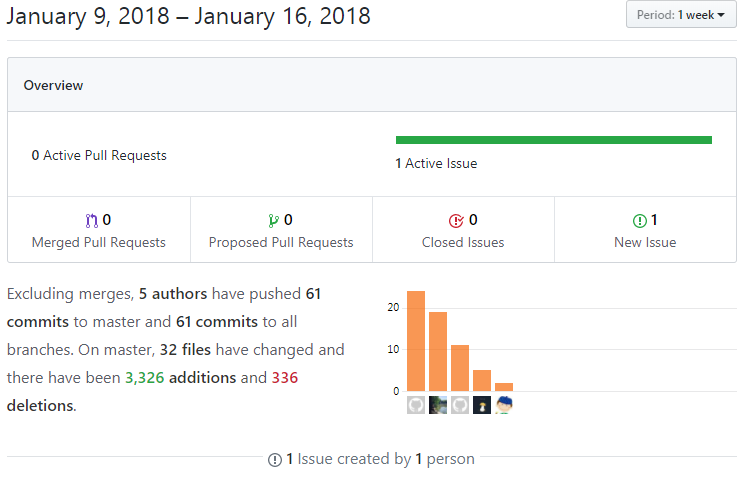 January 9, 2018 – January 16, 2018
Period: 1 week
Overview
0 Active Pull Requests
1 Active Issue
0
Merged Pull Requests
0
Proposed Pull Requests
0
Closed Issues
1
New Issue
Excluding merges, 5 authors have pushed 61
commits to master and 61 commits to all
branches. On master, 32 files have changed and
there have been 3,326 additions and 336
deletions.
20
10
0
1 Issue created by 1 person